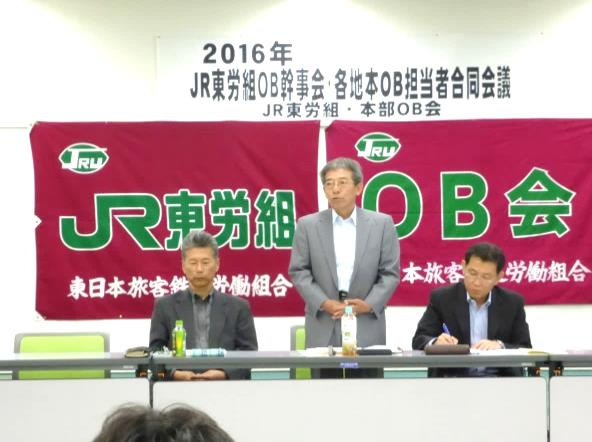 2016年
JR東労組OB幹事会・各地本OB担当者合同会議
JR東労組・本部OB会
JRU
JR東労組
東日本旅客鉄
労働組合
JRU
OB会
本旅客
労働組合